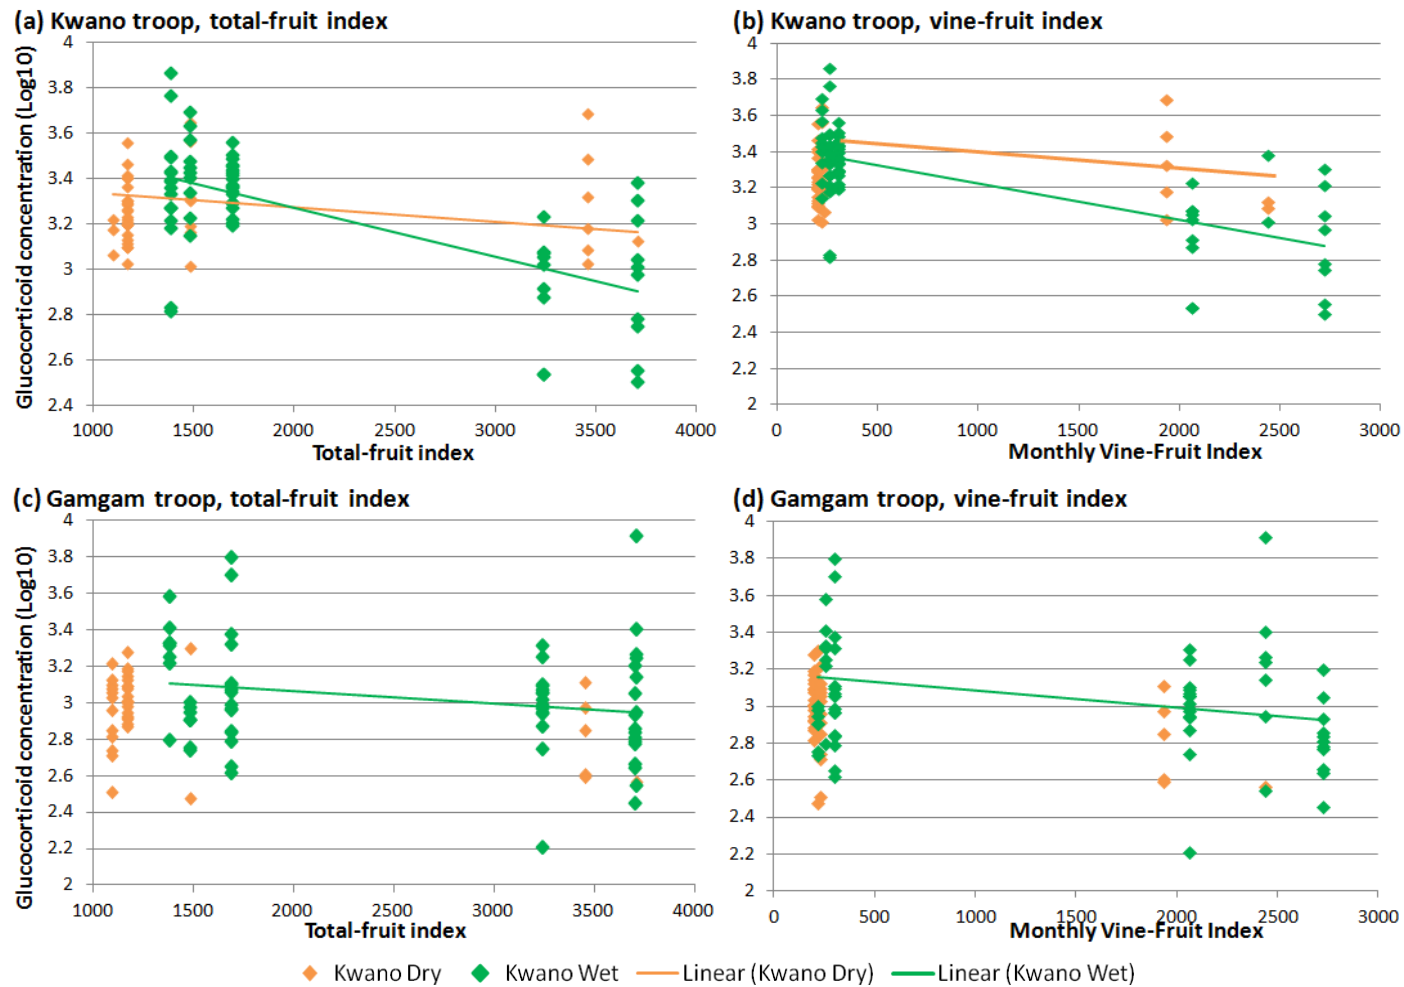 (a) Kwano troop, total-fruit index
Glucocorticoid concentration (Log10)
4
3.8
3.6
3.4
3.2
3
2.8
2.6
2.4
1000 1500 2000 2500 3000 3500 4000
Total-fruit index
(b) Kwano troop, vine-fruit index
4
3.8
3.6
3.4
3.2
3
2.8
2.6
2.4
2.2
2
0 500 1000 1500 2000 2500 3000
Monthly Vine-Fruit Index
(c) Gamgam troop, total-fruit index
Glucocorticoid concentration (Log10)
4
3.8
3.6
3.4
3.2
3
2.8
2.6
2.4
2.2
2
1000 1500 2000 2500 3000 3500 4000
Total-fruit index
(d) Gamgam troop, vine-fruit index
4
3.8
3.6
3.4
3.2
3
2.8
2.6
2.4
2.2
2
0 500 1000 1500 2000 2500 3000
Monthly Vine-Fruit Index
Kwano Dry Kwano Wet Linear (Kwano Dry) Linear (Kwano Wet)